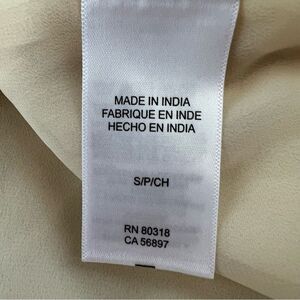 MADE IN INDIA
FABRIQUE EN INDE
HECHO EN INDIA
S/P/CH
RN 80318
CA 56897